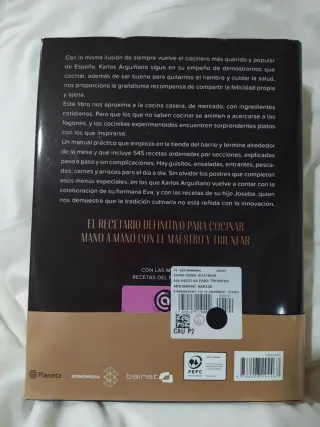 Con la misma ilusión de siempre vuelve el cocinero más querido y popular
de España, Karlos Arguiñano sigue en su empeño de demostrarnos que
cocinar, además de ser bueno para quitarnos el hambre y cuidar la salud,
nos proporciona la grandísima recompensa de compartir la felicidad propia
y ajena.
Este libro nos aproxima a la cocina casera, de mercado, con ingredientes
cotidianos. Para que los que no saben cocinar se animen a acercarse a los
fogones, y los cocinillas experimentados encuentren sorprendentes platos
con los que inspirarse.
Un manual práctico que empieza en la tienda del barrio y termina alrededor
de la mesa y que incluye 545 recetas ordenadas por secciones, explicadas
paso a paso y sin complicaciones. Hay guisotes, ensaladas, entrantes, pesca-
dos, carnes y arroces para el día a día. Sin olvidar los postres que completan
esos menús especiales, en los que Karlos Arguiñano vuelve a contar con la
colaboración de su hermana Eva, y con las recetas de su hijo Joseba, quien
nos demuestra que la tradición culinaria no está reñida con la innovación.
EL RECETARIO DEFINITIVO PARA COCINAR
MANO A MANO CON EL MAESTRO Y TRIUNFAR
CON LAS
RECETAS DEL
CAU P2
Planeta
ATRESMEDIA
bainet
PEFC